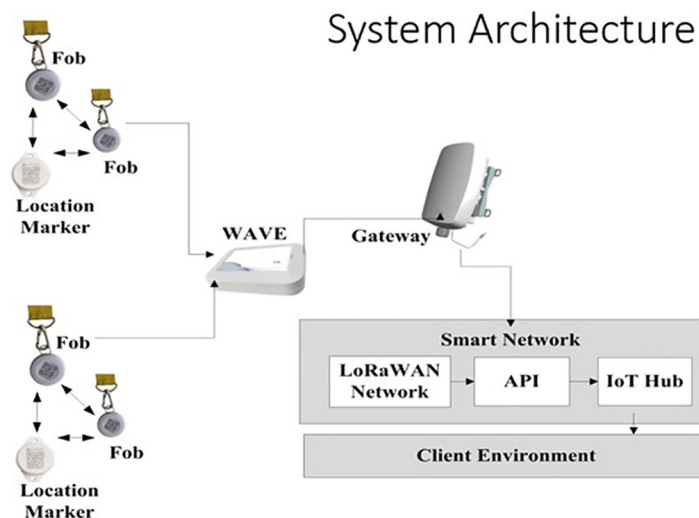 System Architecture
Fob
Fob
Location
Marker
WAVE
Gateway
Fob
Fob
Location
Marker
Smart Network
LoRaWAN
Network
API
IoT Hub
Client Environment